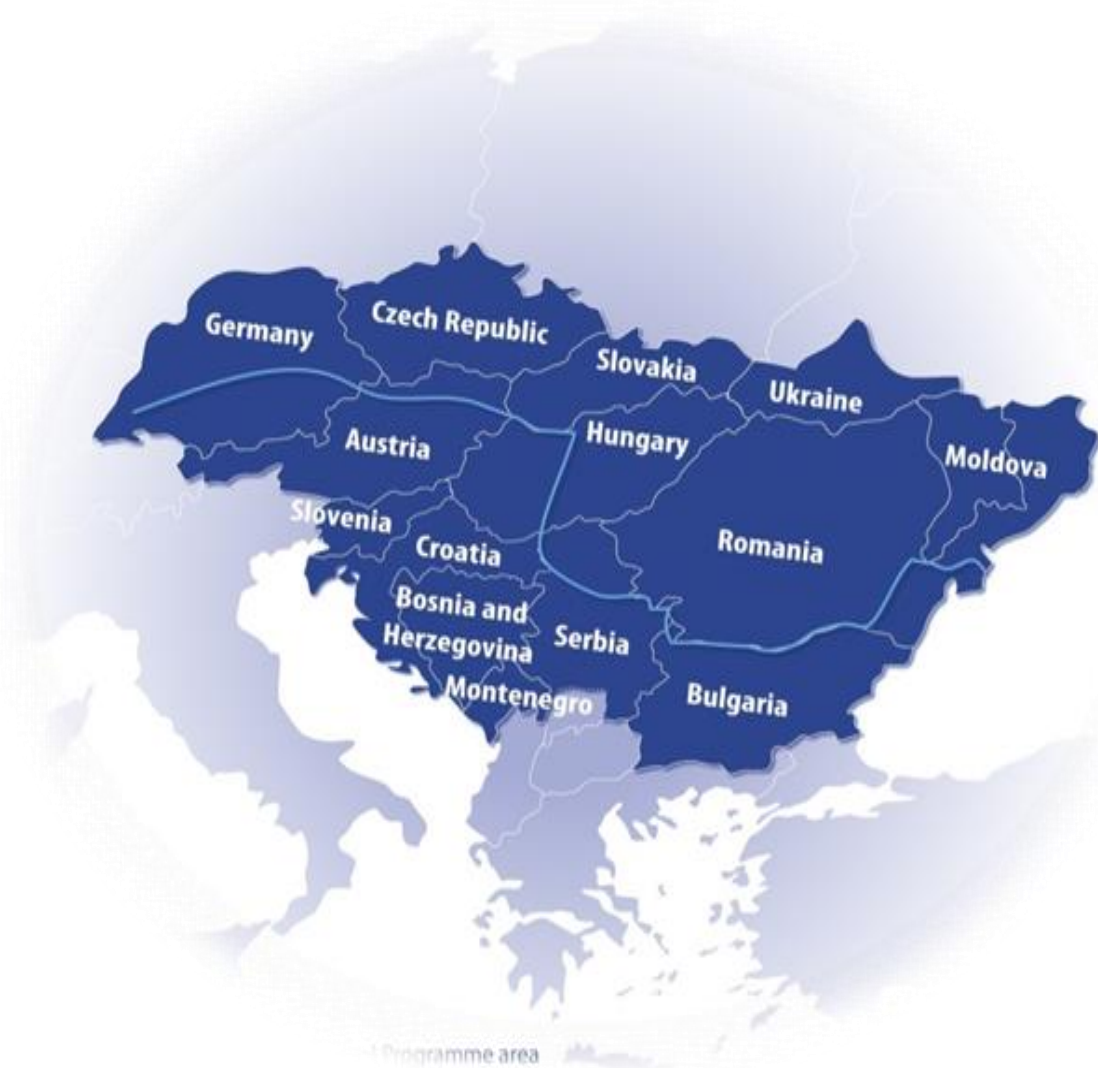 Germany
Czech Republic
Slovakia
Ukraine
Austria
Hungary
Moldova
Slovenia
Croatia
Romania
Bosnia and
Herzegovina
Serbia
Montenegro
Bulgaria
Programme area